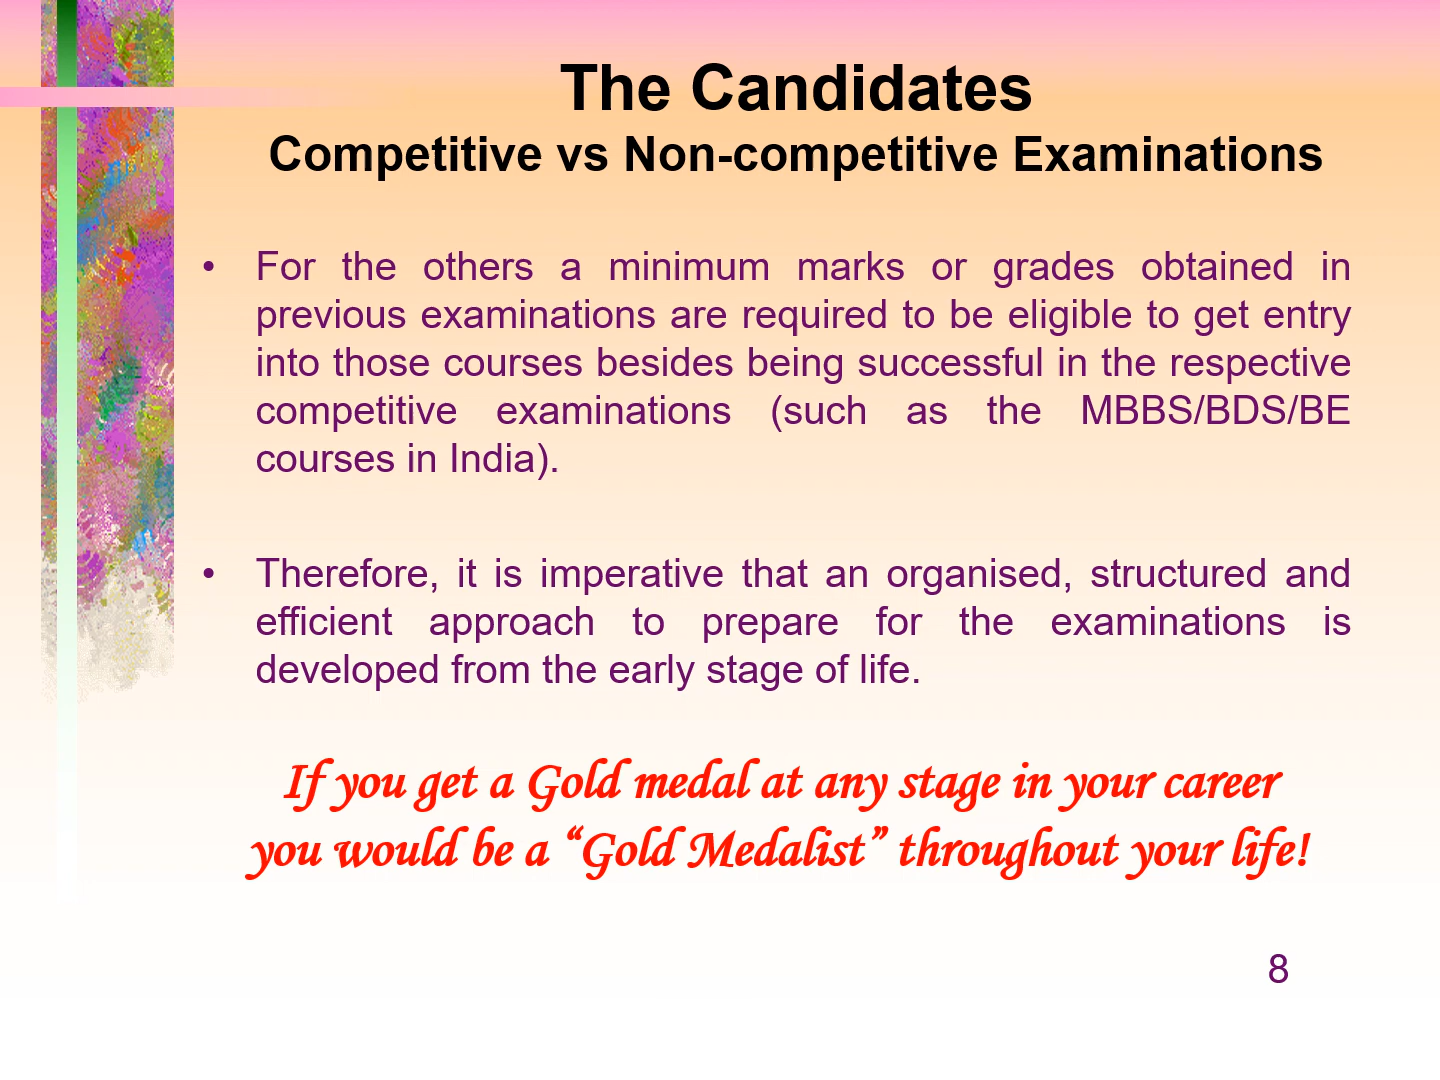 The Candidates
Competitive vs Non-competitive Examinations
• For the others a minimum marks or grades obtained in
previous examinations are required to be eligible to get entry
into those courses besides being successful in the respective
competitive examinations (such as the MBBS/BDS/BE
courses in India).
• Therefore, it is imperative that an organised, structured and
efficient approach to prepare for the examinations is
developed from the early stage of life.
If you get a Gold medal at any stage in your career
you would be a “Gold Medalist” throughout your life!
8